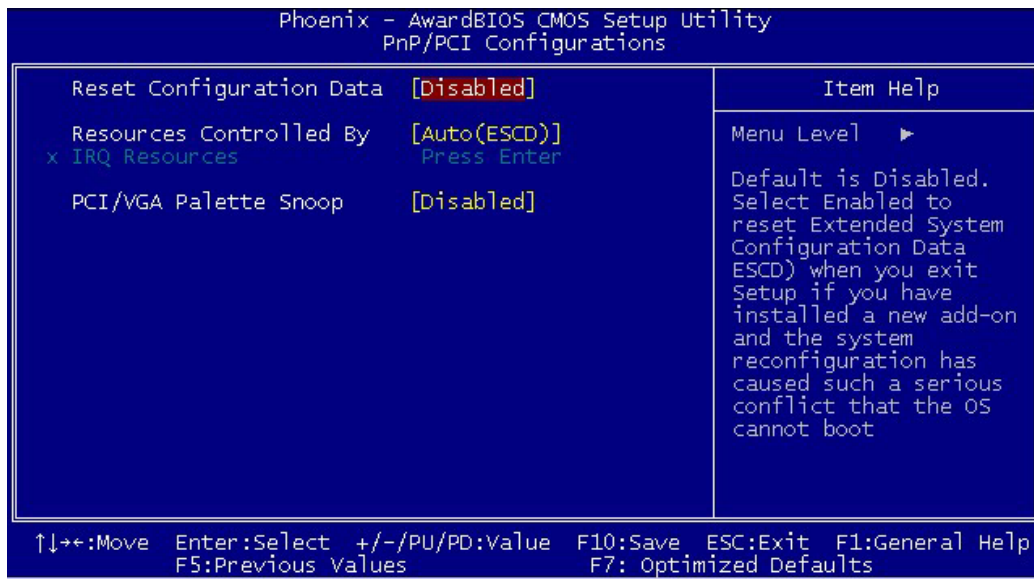 Phoenix - AwardBIOS CMOS Setup Utility
PnP/PCI Configurations
Reset Configuration Data [Disabled]
Resources Controlled By [Auto(ESCD)]
x IRQ Resources Press Enter
PCI/VGA Palette Snoop [Disabled]
Item Help
Menu Level ►
Default is Disabled.
Select Enabled to
reset Extended System
Configuration Data
ESCD) when you exit
Setup if you have
installed a new add-on
and the system
reconfiguration has
caused such a serious
conflict that the OS
cannot boot
↑↓→←:Move Enter:Select +/-/PU/PD:Value F10:Save ESC:Exit F1:General Help
F5:Previous Values F7: Optimized Defaults